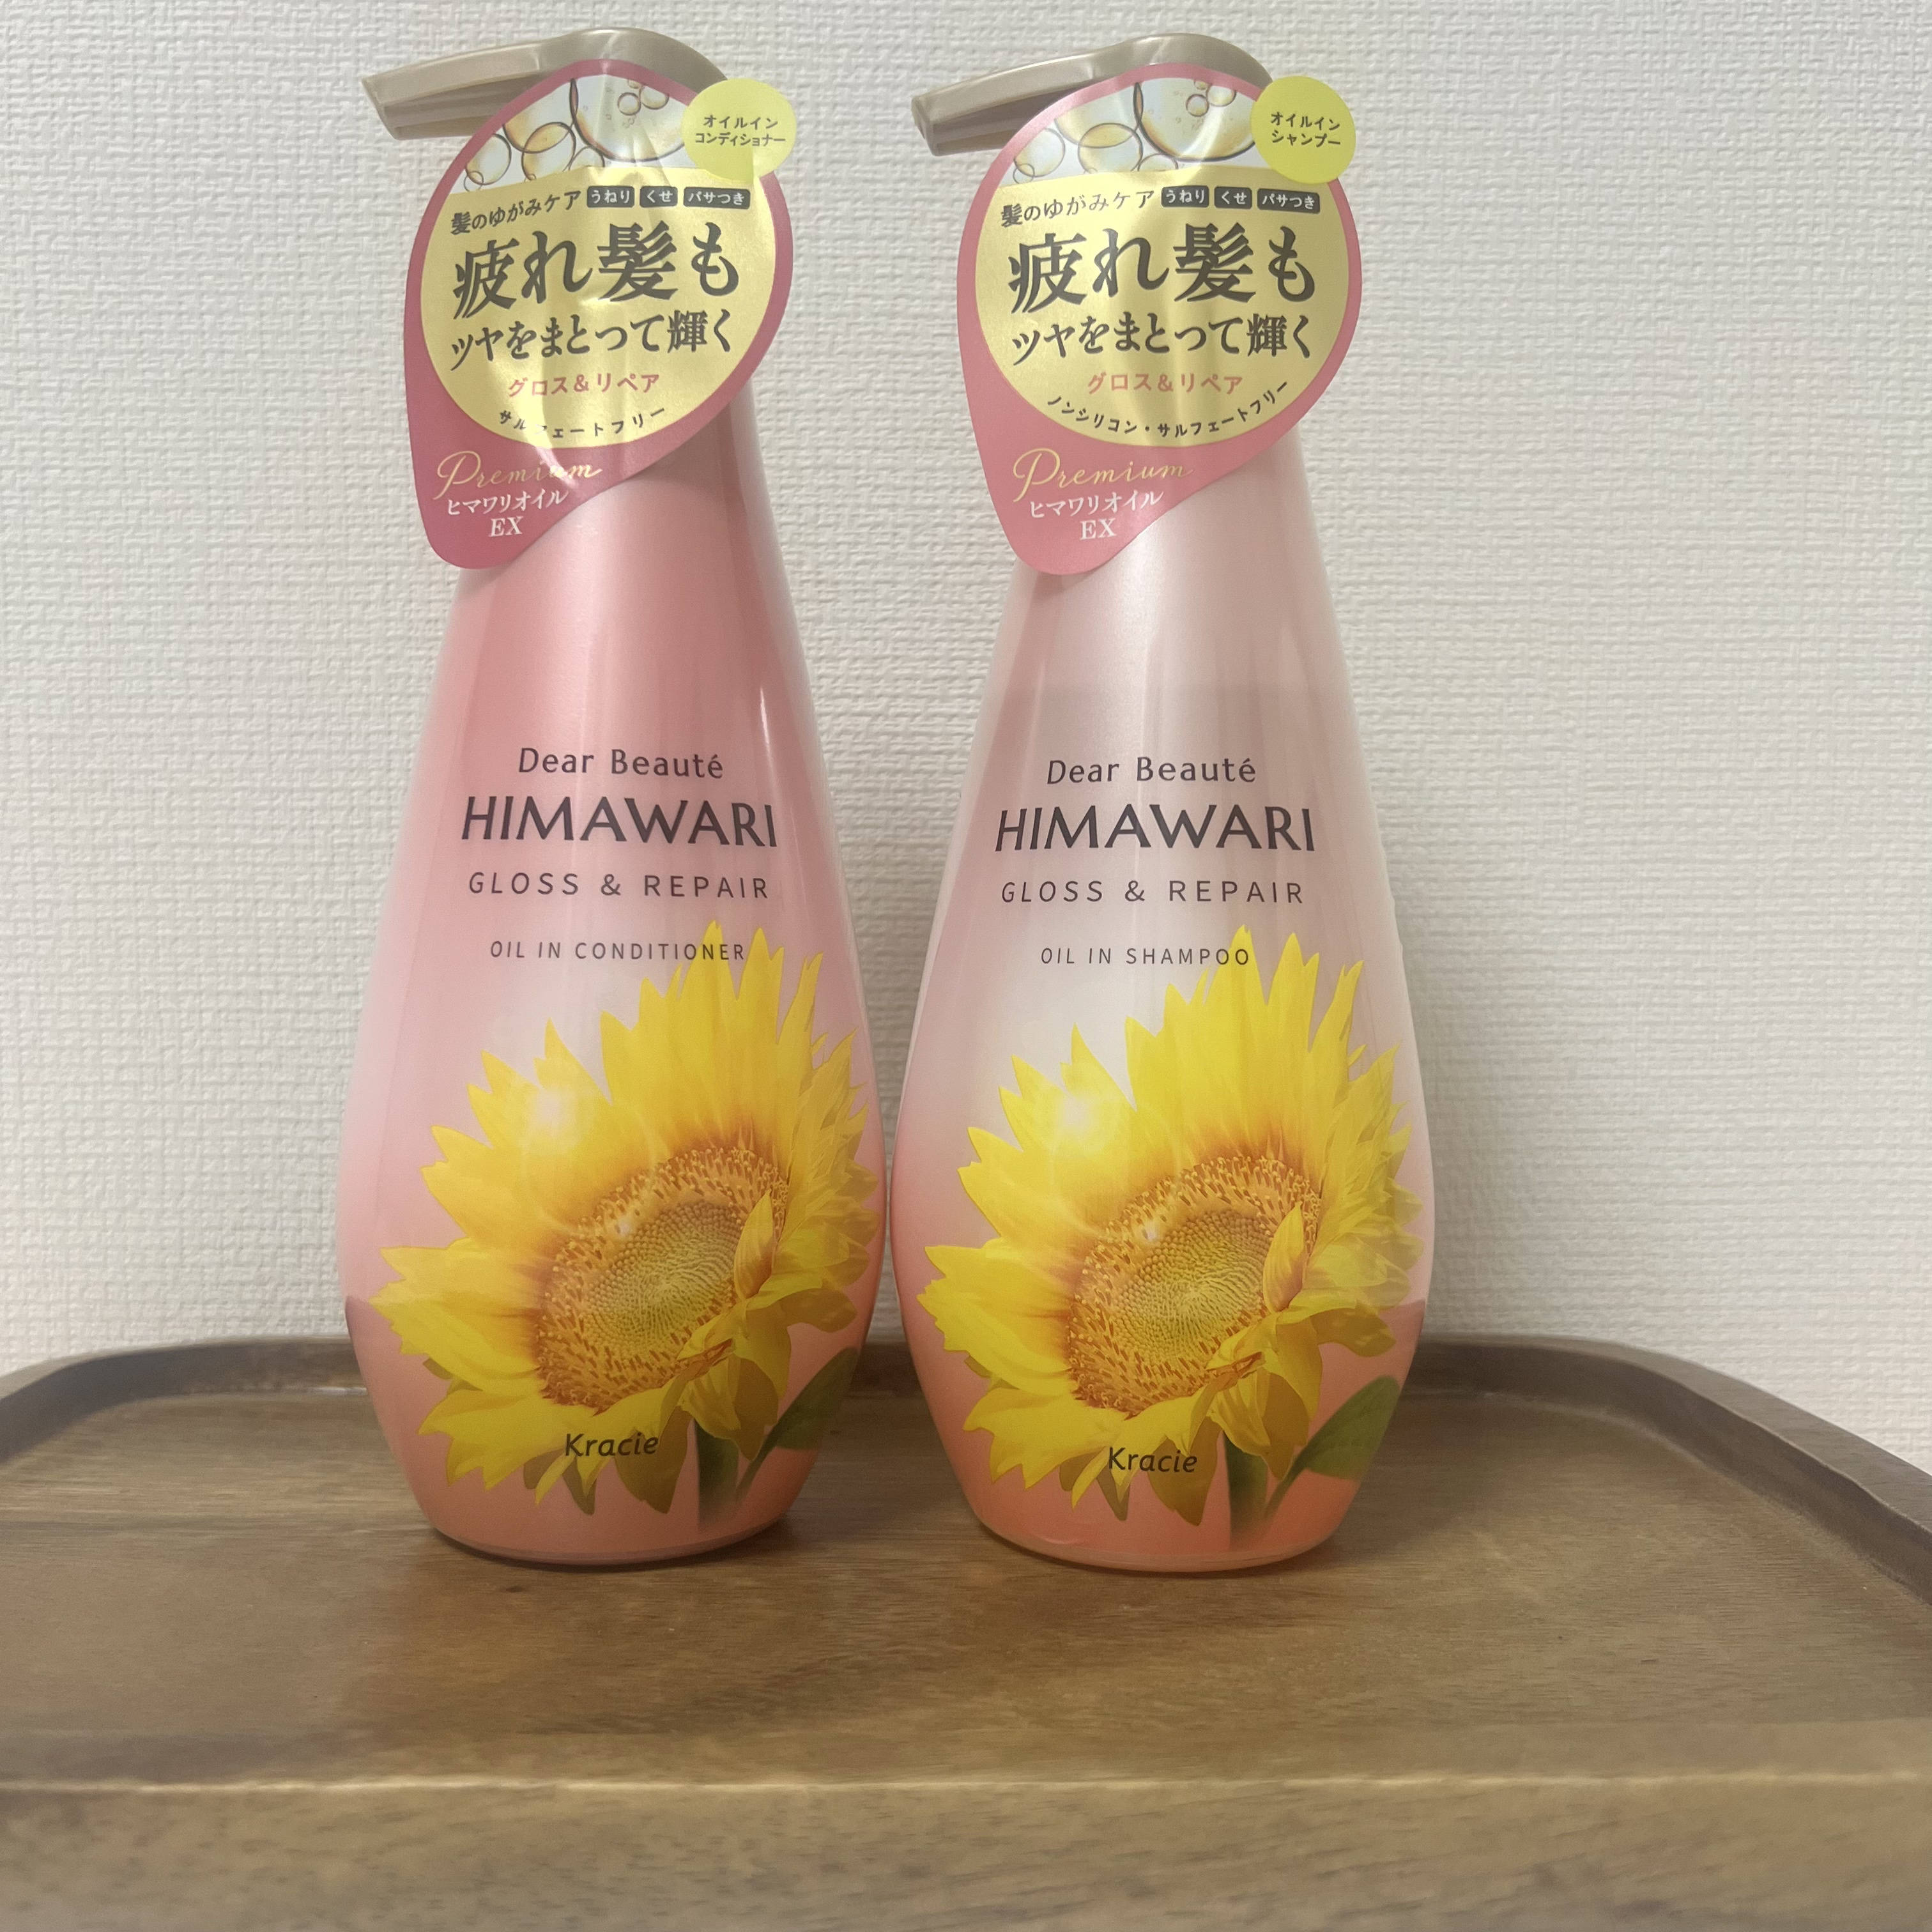 オイルイン
コンディショナー
髪のゆがみケア うねり くせ パサつき
疲れ髪も
ツヤをまとって輝く
グロス&リペア
サルフェートフリー
Premium
ヒマワリオイル
EX
Dear Beauté
HIMAWARI
GLOSS & REPAIR
OIL IN CONDITIONER
Kracie
オイルイン
シャンプー
髪のゆがみケア うねり くせ パサつき
疲れ髪も
ツヤをまとって輝く
グロス&リペア
ノンシリコン・サルフェートフリー
Premium
ヒマワリオイル
EX
Dear Beauté
HIMAWARI
GLOSS & REPAIR
OIL IN SHAMPOO
Kracie